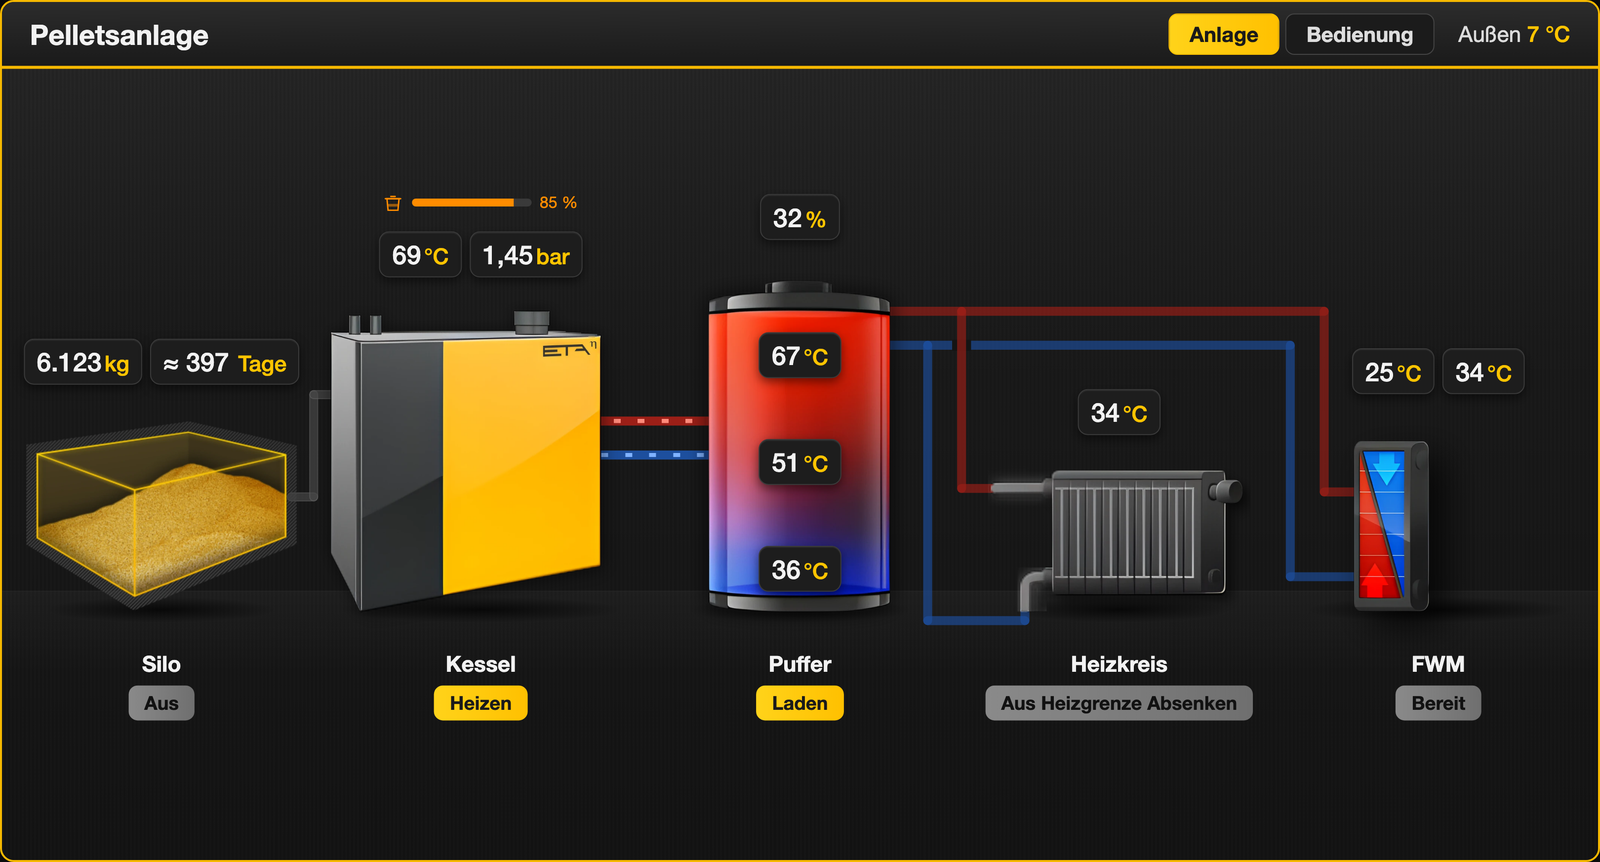 Pelletsanlage
Anlage
Bedienung
Außen 7 °C
85 %
69 °C
1,45 bar
32 %
6.123 kg
≈ 397 Tage
ETA η
67 °C
51 °C
36 °C
34 °C
25 °C
34 °C
Silo
Aus
Kessel
Heizen
Puffer
Laden
Heizkreis
Aus Heizgrenze Absenken
FWM
Bereit